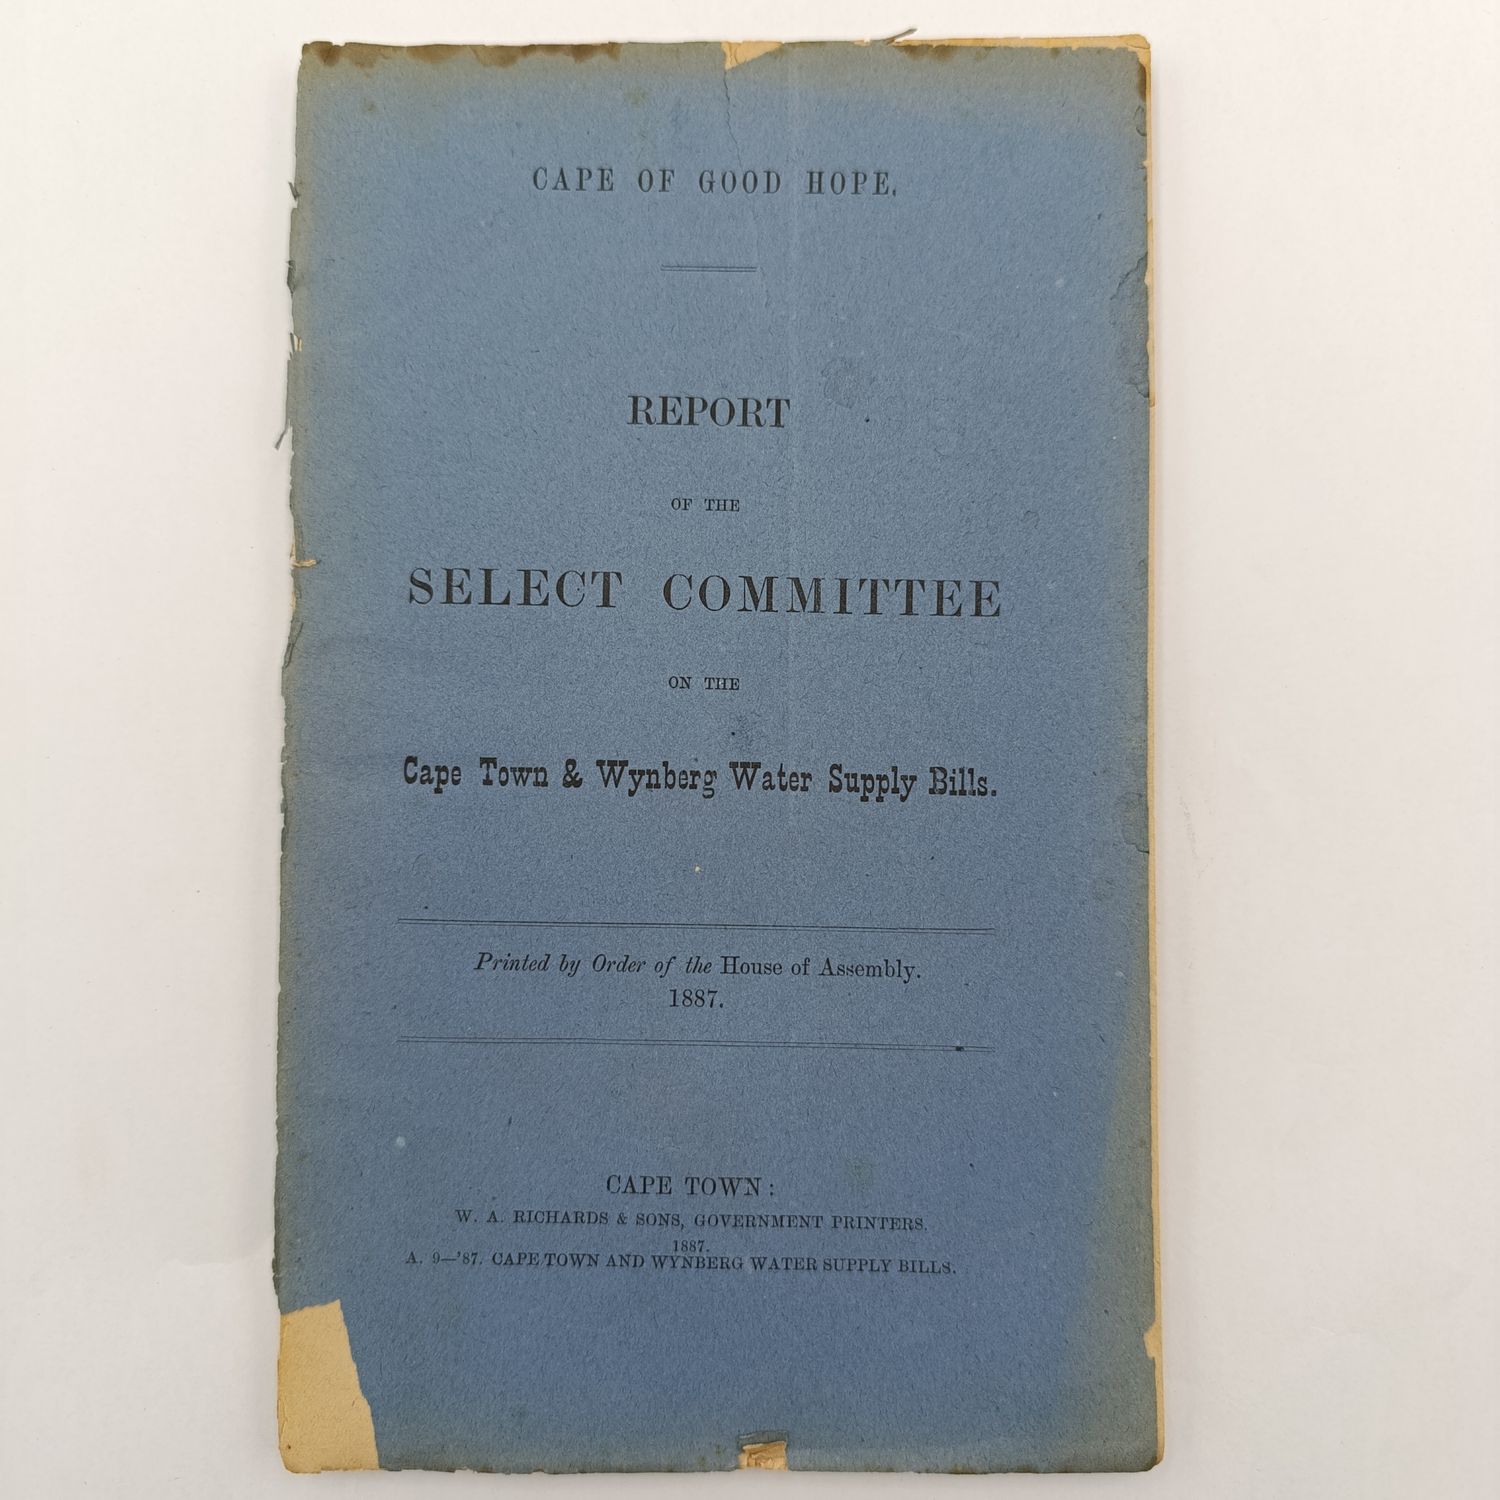 CAPE OF GOOD HOPE.
REPORT
OF THE
SELECT COMMITTEE
ON THE
Cape Town & Wynberg Water Supply Bills.
Printed by Order of the House of Assembly.
1887.
CAPE TOWN:
W. A. RICHARDS & SONS, GOVERNMENT PRINTERS.
1887.
A. 9—'87. CAPE TOWN AND WYNBERG WATER SUPPLY BILLS.